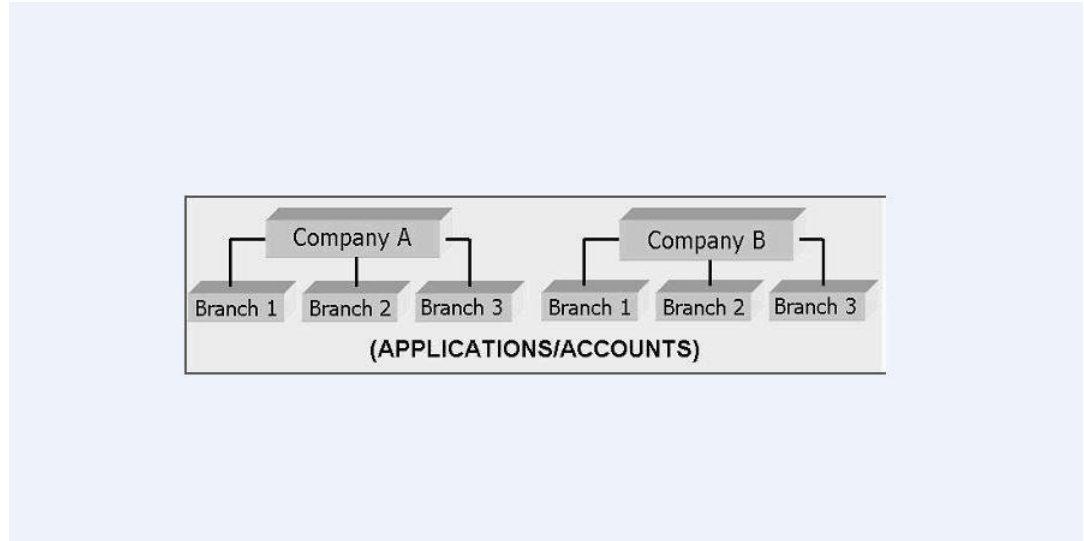 Company A
Company B
Branch 1
Branch 2
Branch 3
Branch 1
Branch 2
Branch 3
(APPLICATIONS/ACCOUNTS)